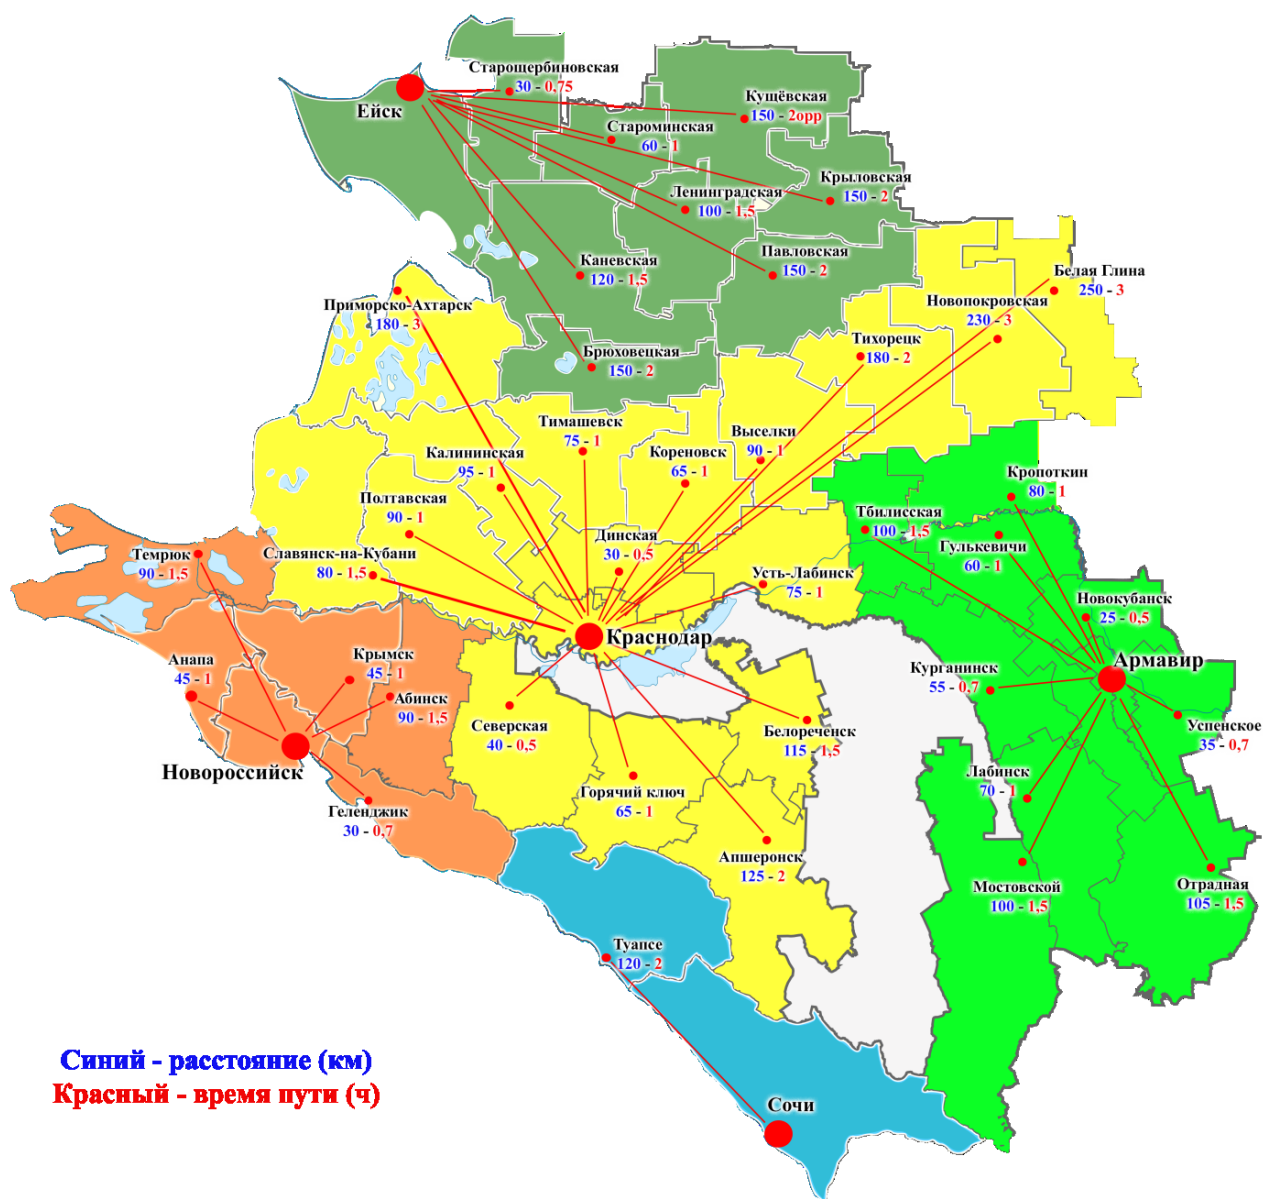 Старощербиновская
30 - 0,75
Ейск
Кущёвская
150 - 2орр
Староминская
60 - 1
Крыловская
150 - 2
Ленинградская
100 - 1,5
Павловская
150 - 2
Каневская
120 - 1,5
Белая Глина
250 - 3
Новопокровская
230 - 3
Приморско-Ахтарск
180 - 3
Тихорецк
180 - 2
Брюховецкая
150 - 2
Тимашевск
75 - 1
Выселки
90 - 1
Калининская
95 - 1
Кореновск
65 - 1
Кропоткин
80 - 1
Полтавская
90 - 1
Тбилисская
100 - 1,5
Динская
30 - 0,5
Гулькевичи
60 - 1
Темрюк
90 - 1,5
Славянск-на-Кубани
80 - 1,5
Усть-Лабинск
75 - 1
Новокубанск
25 - 0,5
Краснодар
Армавир
Анапа
45 - 1
Крымск
45 - 1
Курганинск
55 - 0,7
Абинск
90 - 1,5
Северская
40 - 0,5
Белореченск
115 - 1,5
Успенское
35 - 0,7
Новороссийск
Лабинск
70 - 1
Горячий ключ
65 - 1
Геленджик
30 - 0,7
Апшеронск
125 - 2
Мостовской
100 - 1,5
Отрадная
105 - 1,5
Туапсе
120 - 2
Синий - расстояние (км)
Красный - время пути (ч)
Сочи